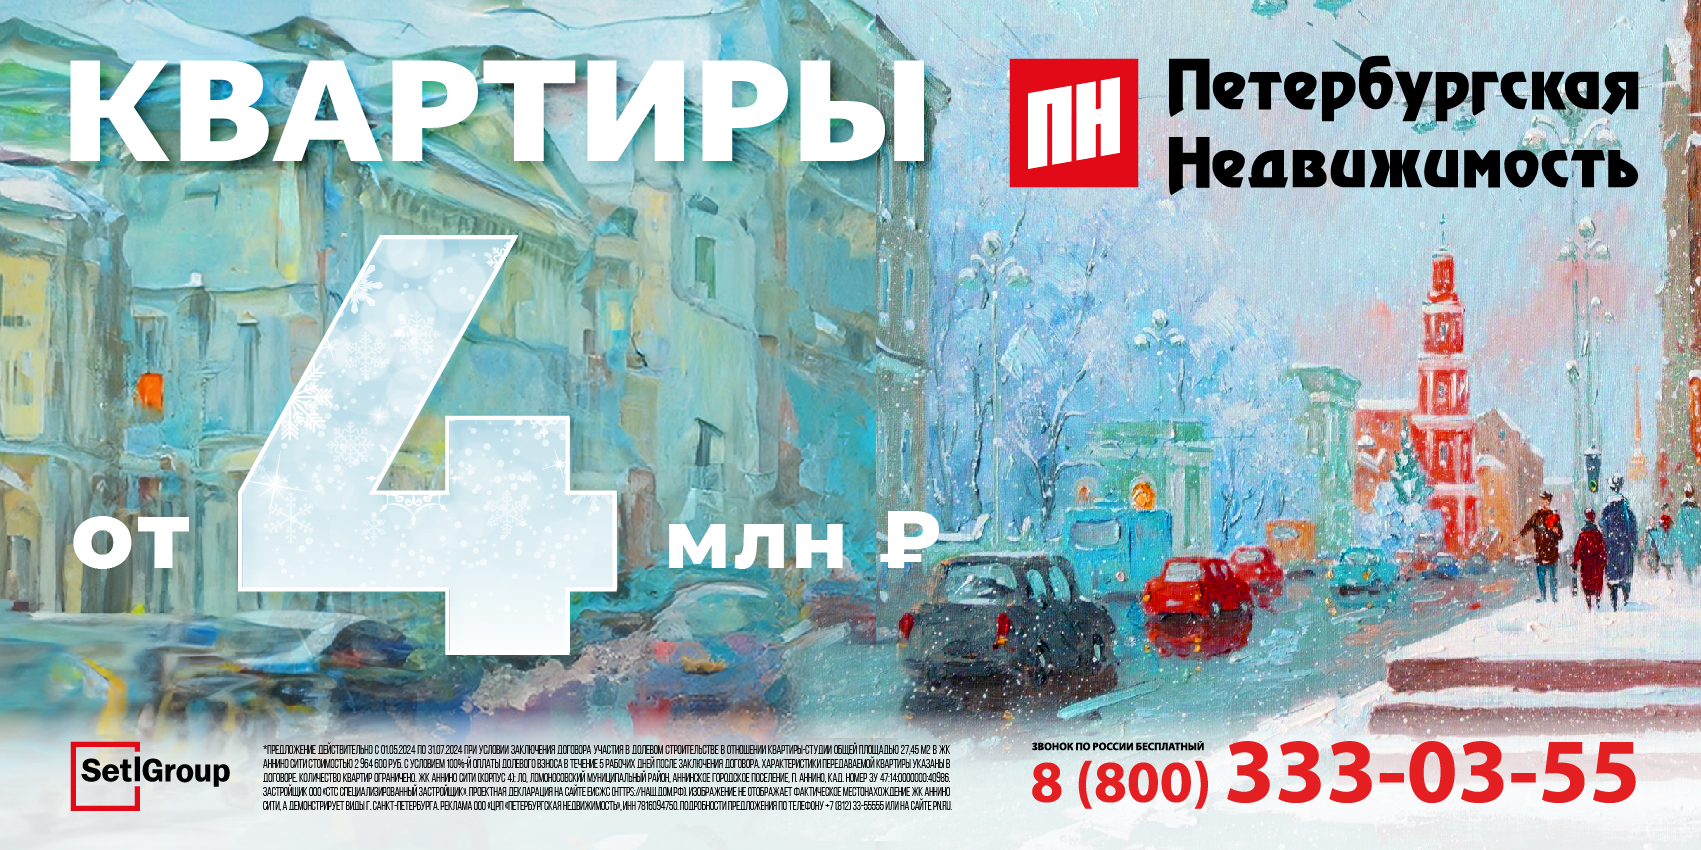 КВАРТИРЫ
от 4 млн ₽
ПН
Петербургская
Недвижимость
SetlGroup
*ПРЕДЛОЖЕНИЕ ДЕЙСТВИТЕЛЬНО С 01.05.2024 ПО 31.07.2024 ПРИ УСЛОВИИ ЗАКЛЮЧЕНИЯ ДОГОВОРА УЧАСТИЯ В ДОЛЕВОМ СТРОИТЕЛЬСТВЕ В ОТНОШЕНИИ КВАРТИРЫ-СТУДИИ ОБЩЕЙ ПЛОЩАДЬЮ 27,45 М2 В ЖК
АННИНО СИТИ СТОИМОСТЬЮ 2 964 600 РУБ. С УСЛОВИЕМ 100%-Й ОПЛАТЫ ДОЛЕВОГО ВЗНОСА В ТЕЧЕНИЕ 5 РАБОЧИХ ДНЕЙ ПОСЛЕ ЗАКЛЮЧЕНИЯ ДОГОВОРА. ХАРАКТЕРИСТИКИ ПЕРЕДАВАЕМОЙ КВАРТИРЫ УКАЗАНЫ В
ДОГОВОРЕ. КОЛИЧЕСТВО КВАРТИР ОГРАНИЧЕНО. ЖК АННИНО СИТИ (КОРПУС 4): ЛО, ЛОМОНОСОВСКИЙ МУНИЦИПАЛЬНЫЙ РАЙОН, АННИНСКОЕ ГОРОДСКОЕ ПОСЕЛЕНИЕ, П. АННИНО, КАД. НОМЕР ЗУ 47:14:0000000:40986.
ЗАСТРОЙЩИК ООО «СТС СПЕЦИАЛИЗИРОВАННЫЙ ЗАСТРОЙЩИК». ПРОЕКТНАЯ ДЕКЛАРАЦИЯ НА САЙТЕ ЕИСЖС (HTTPS://НАШ.ДОМ.РФ). ИЗОБРАЖЕНИЕ НЕ ОТОБРАЖАЕТ ФАКТИЧЕСКОЕ МЕСТОНАХОЖДЕНИЕ ЖК АННИНО
СИТИ, А ДЕМОНСТРИРУЕТ ВИДЫ Г. САНКТ-ПЕТЕРБУРГА. РЕКЛАМА ООО «ЦРП «ПЕТЕРБУРГСКАЯ НЕДВИЖИМОСТЬ», ИНН 7816094750. ПОДРОБНОСТИ ПРЕДЛОЖЕНИЯ ПО ТЕЛЕФОНУ +7 (812) 33-55555 ИЛИ НА САЙТЕ PN.RU.
ЗВОНОК ПО РОССИИ БЕСПЛАТНЫЙ
8 (800) 333-03-55